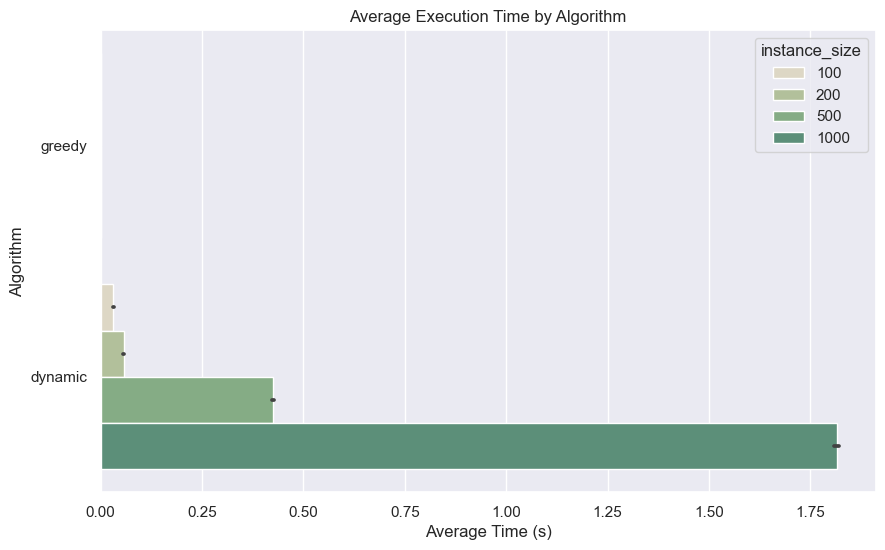 Average Execution Time by Algorithm
instance_size
100
200
500
1000
greedy
dynamic
Algorithm
0.00 0.25 0.50 0.75 1.00 1.25 1.50 1.75
Average Time (s)